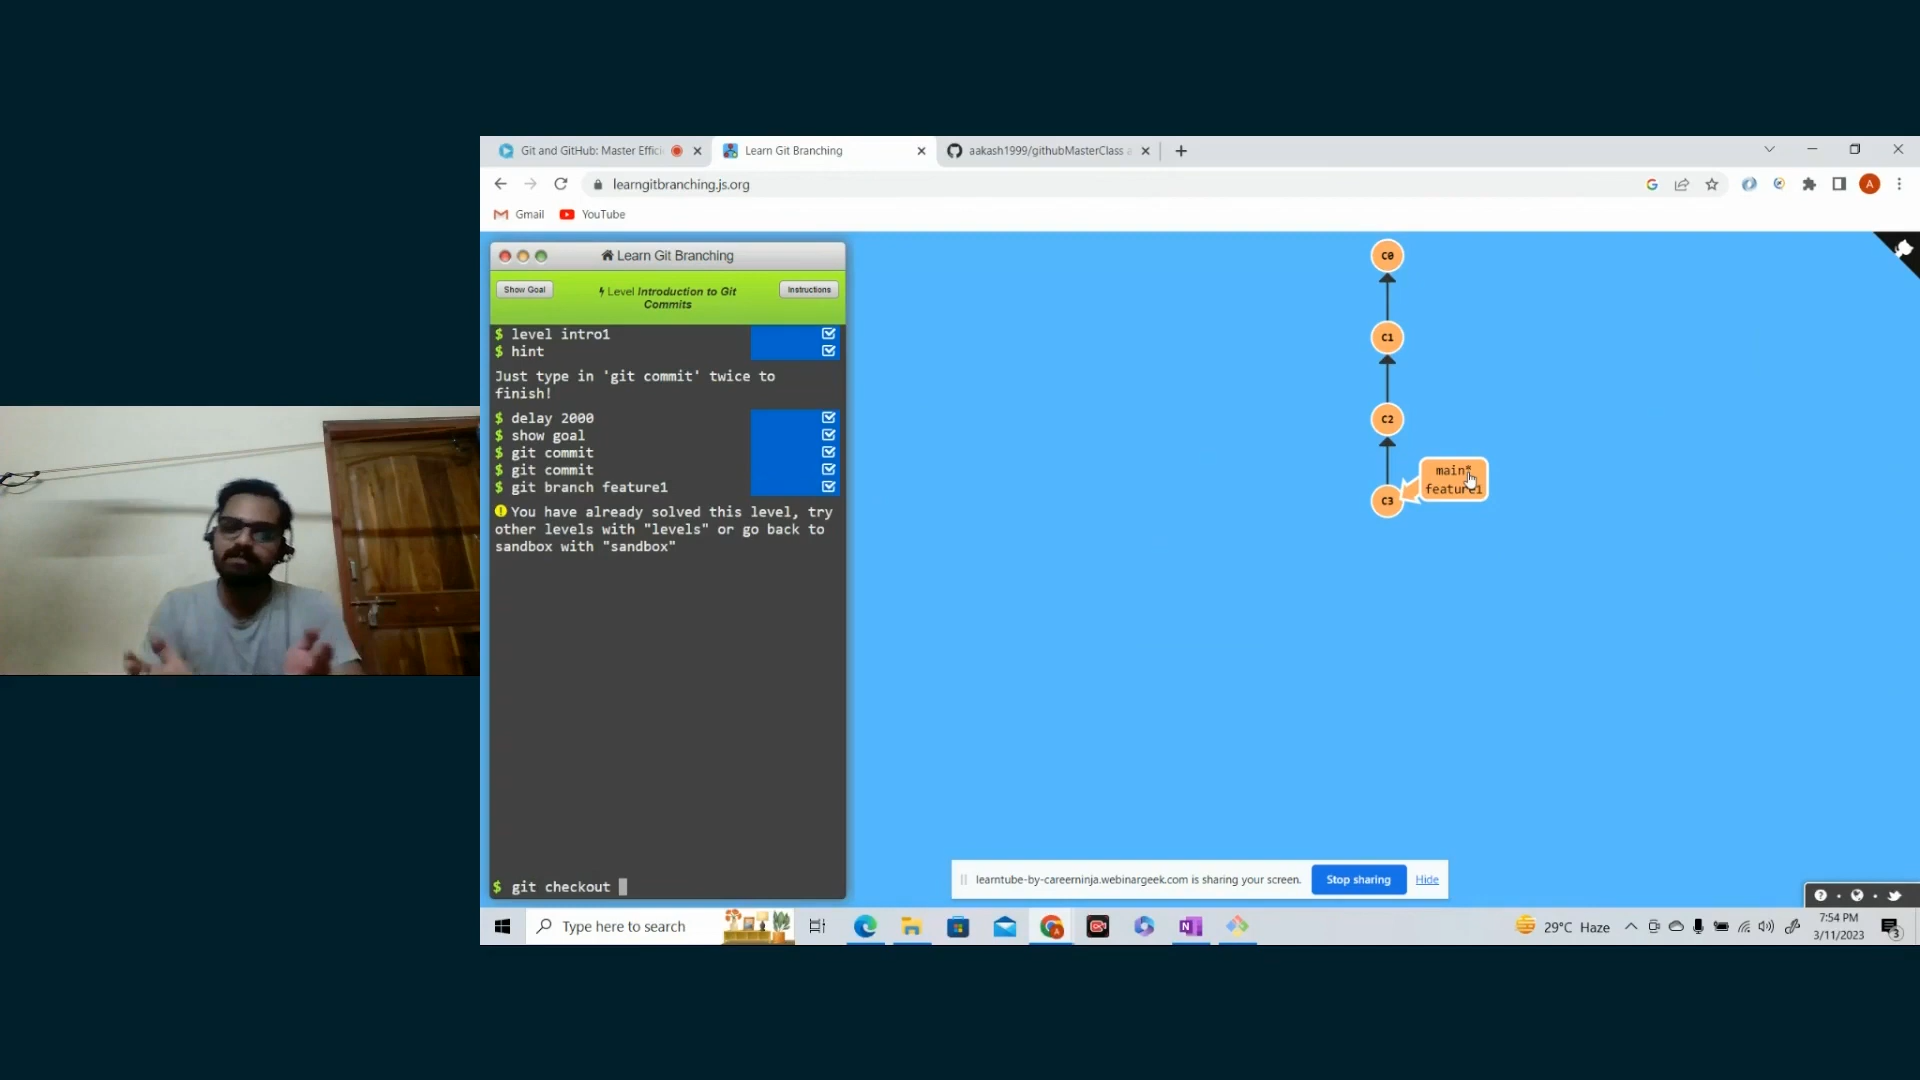 Git and GitHub: Master Effici
Learn Git Branching
aakash1999/githubMasterClass a
learngitbranching.js.org
G
A
Gmail
YouTube
Learn Git Branching
Show Goal
Level Introduction to Git
Commits
Instructions
$ level intro1
$ hint
Just type in 'git commit' twice to
finish!
$ delay 2000
$ show goal
$ git commit
$ git commit
$ git branch feature1
You have already solved this level, try
other levels with "levels" or go back to
sandbox with "sandbox"
$ git checkout
C0
C1
C2
C3
main*
feature1
learntube-by-careerninja.webinargeek.com is sharing your screen.
Stop sharing
Hide
Type here to search
29°C Haze
7:54 PM
3/11/2023
3